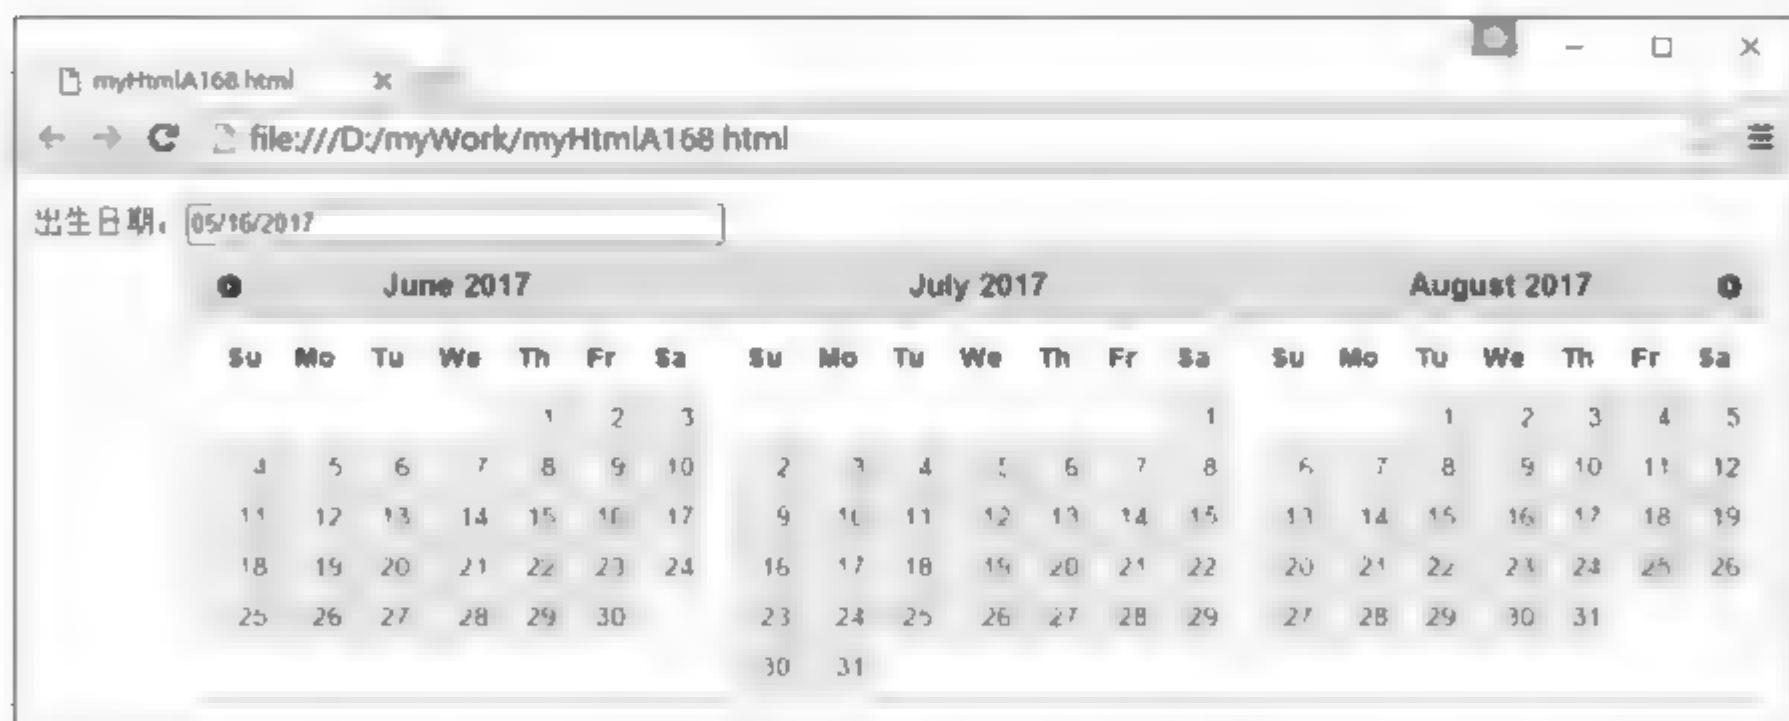 myHtmlA168.html
file:///D:/myWork/myHtmlA168.html
出生日期：05/16/2017
June 2017 July 2017 August 2017
Su Mo Tu We Th Fr Sa Su Mo Tu We Th Fr Sa Su Mo Tu We Th Fr Sa
1 2 3 1 1 2 3 4 5
4 5 6 7 8 9 10 2 3 4 5 6 7 8 6 7 8 9 10 11 12
11 12 13 14 15 16 17 9 10 11 12 13 14 15 13 14 15 16 17 18 19
18 19 20 21 22 23 24 16 17 18 19 20 21 22 20 21 22 23 24 25 26
25 26 27 28 29 30 23 24 25 26 27 28 29 27 28 29 30 31
30 31